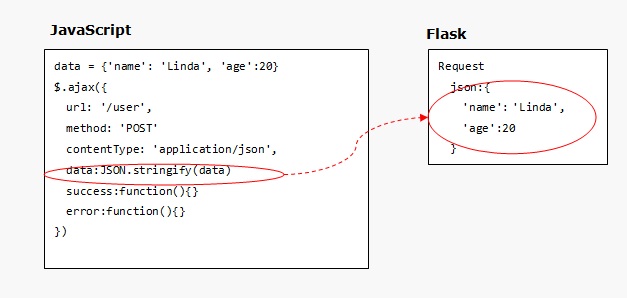 JavaScript
data = {'name': 'Linda', 'age':20}
$.ajax({
  url: '/user',
  method: 'POST'
  contentType: 'application/json',
  data:JSON.stringify(data)
  success:function(){}
  error:function(){}
})
Flask
Request
  json:{
    'name': 'Linda',
    'age':20
  }